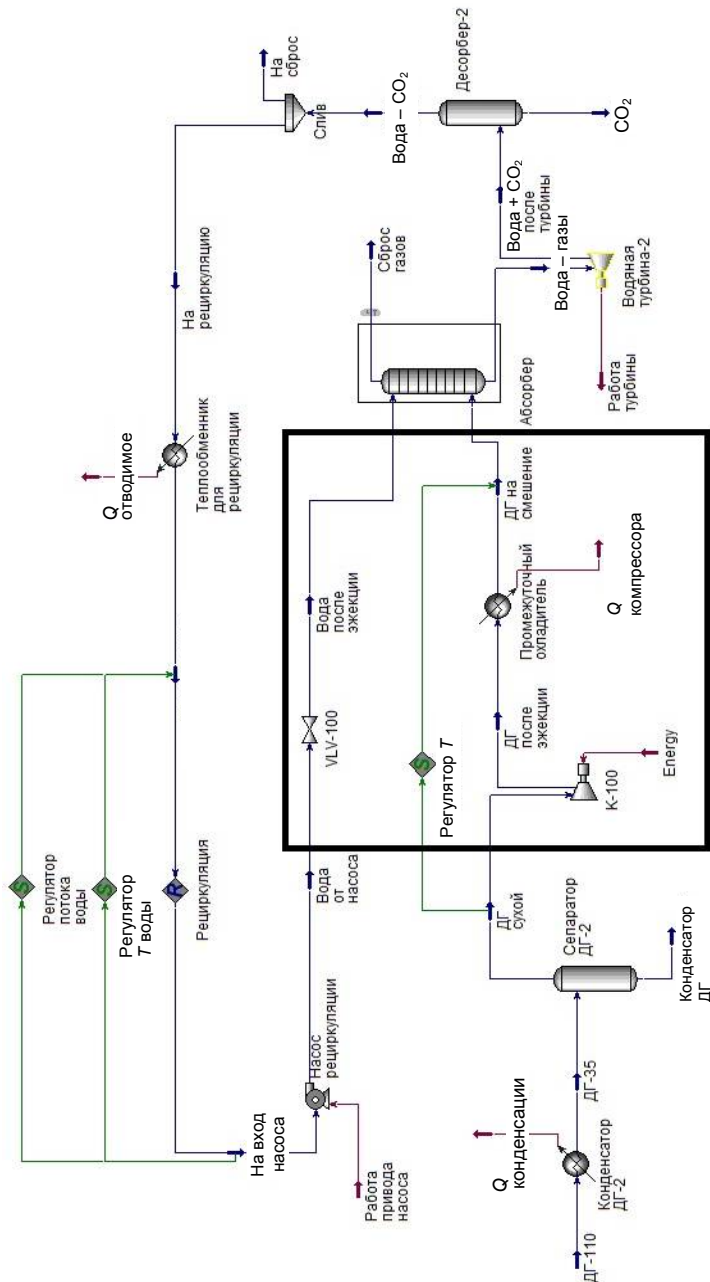 Регулятор
потока
воды
Регулятор
T воды
Рециркуляция
Q
отводимое
Теплообменник
для
рециркуляции
На
рециркуляцию
На
сброс
Слив
На вход
насоса
Работа
привода
насоса
Насос
рециркуляции
Вода
от насоса
VLV-100
Вода
после
эжекции
Сброс
газов
Абсорбер
Вода – CO₂
Десорбер-2
CO₂
Вода + CO₂
после
турбины
Вода – газы
Водяная
турбина-2
Работа
турбины
Регулятор T
ДГ
после
эжекции
Промежуточный
охладитель
ДГ на
смешение
Q
компрессора
K-100
Energy
ДГ
сухой
Сепаратор
ДГ-2
Конденсатор
ДГ
ДГ-35
Q
конденсации
Конденсатор
ДГ-2
ДГ-110
S
S
R
S